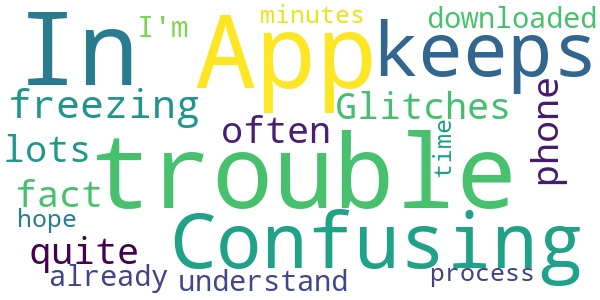 In
I'm
App
minutes
keeps
downloaded
freezing
Glitches
often
phone
lots
trouble
time
fact
Confusing
hope
quite
already
understand
process